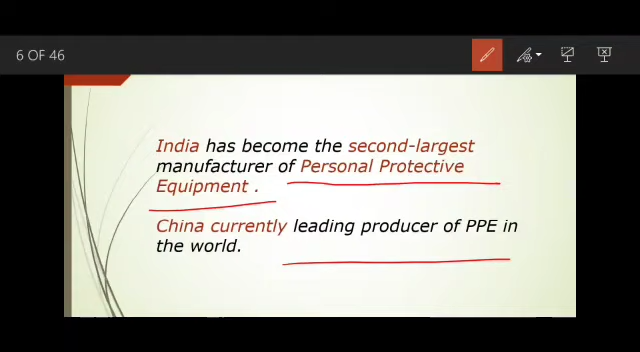 6 OF 46
India has become the second-largest
manufacturer of Personal Protective
Equipment .
China currently leading producer of PPE in
the world.